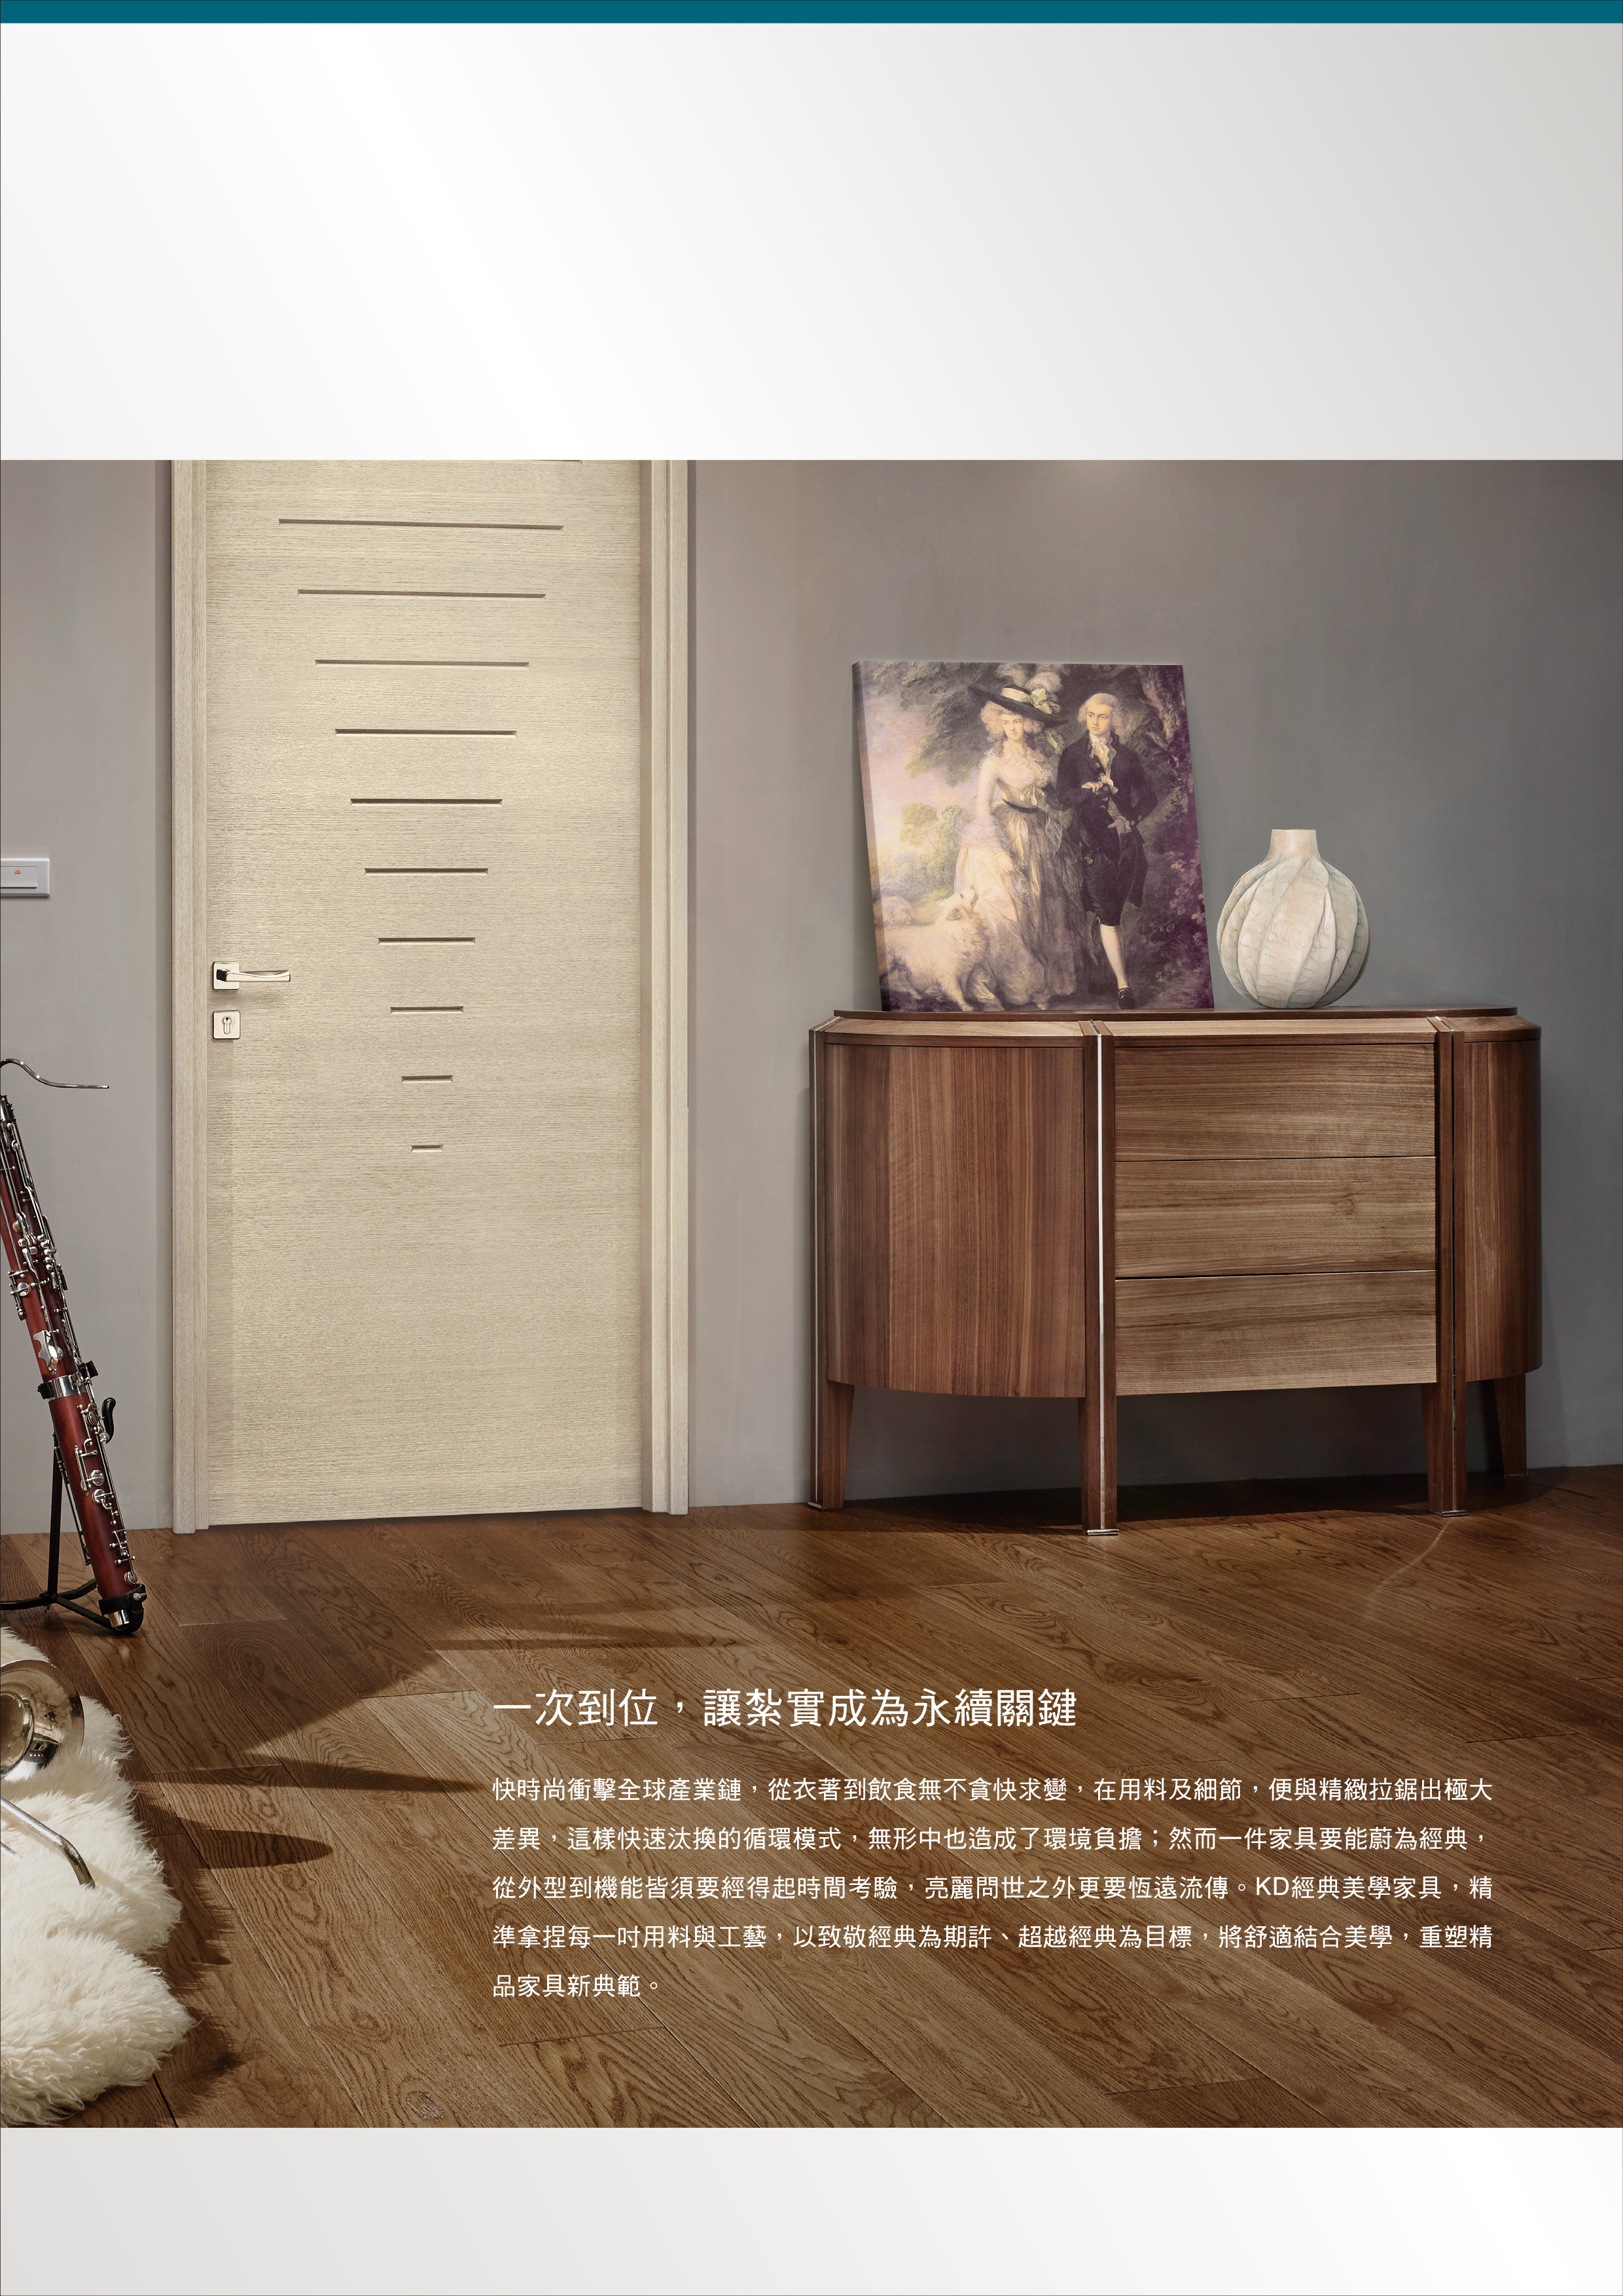 一次到位，讓紮實成為永續關鍵
快時尚衝擊全球產業鏈，從衣著到飲食無不貪快求變，在用料及細節，便與精緻拉鋸出極大
差異，這樣快速汰換的循環模式，無形中也造成了環境負擔；然而一件家具要能蔚為經典，
從外型到機能皆須要經得起時間考驗，亮麗問世之外更要恆遠流傳。KD經典美學家具，精
準拿捏每一吋用料與工藝，以致敬經典為期許、超越經典為目標，將舒適結合美學，重塑精
品家具新典範。